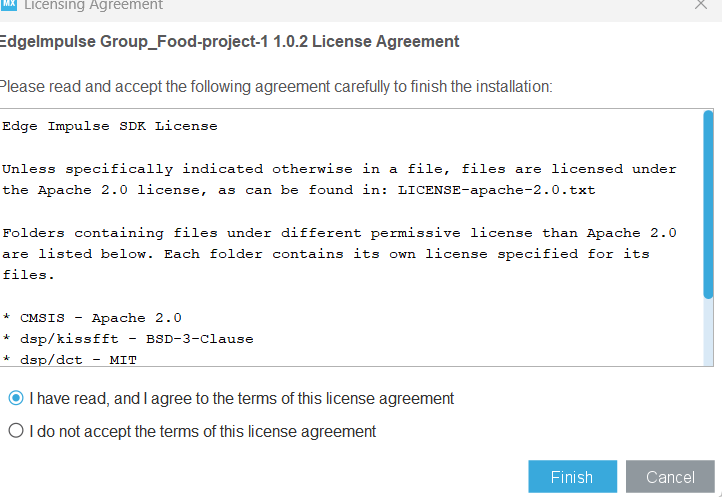 MX Licensing Agreement
EdgeImpulse Group_Food-project-1 1.0.2 License Agreement
Please read and accept the following agreement carefully to finish the installation:
Edge Impulse SDK License
Unless specifically indicated otherwise in a file, files are licensed under
the Apache 2.0 license, as can be found in: LICENSE-apache-2.0.txt
Folders containing files under different permissive license than Apache 2.0
are listed below. Each folder contains its own license specified for its
files.
* CMSIS - Apache 2.0
* dsp/kissfft - BSD-3-Clause
* dsp/dct - MIT
I have read, and I agree to the terms of this license agreement
I do not accept the terms of this license agreement
Finish Cancel